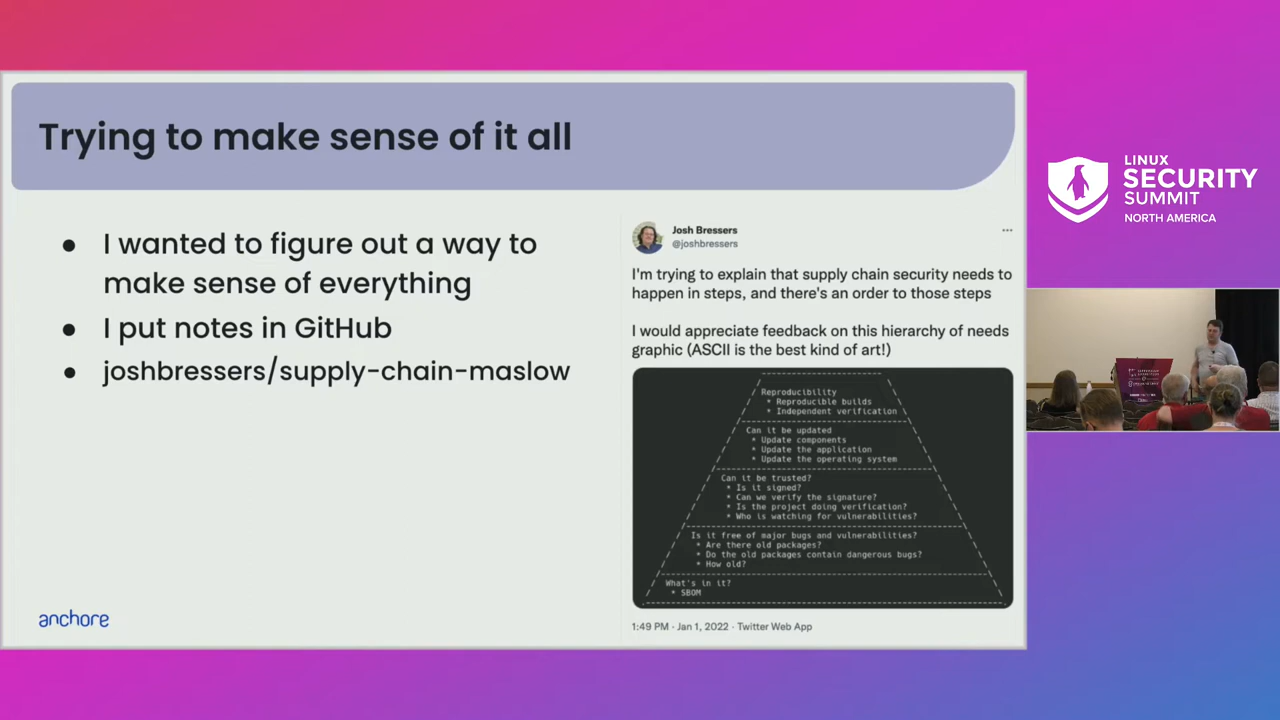 Trying to make sense of it all
I wanted to figure out a way to
make sense of everything
I put notes in GitHub
joshbressers/supply-chain-maslow
anchore
Josh Bressers
@joshbressers
I'm trying to explain that supply chain security needs to
happen in steps, and there's an order to those steps
I would appreciate feedback on this hierarchy of needs
graphic (ASCII is the best kind of art!)
Reproducibility
* Reproducible builds
* Independent verification
Can it be updated
* Update components
* Update the application
* Update the operating system
Can it be trusted?
* Is it signed?
* Can we verify the signature?
* Is the project doing verification?
* Who is watching for vulnerabilities?
Is it free of major bugs and vulnerabilities?
* Are there old packages?
* Do the old packages contain dangerous bugs?
* How old?
What's in it?
* SBOM
1:49 PM · Jan 1, 2022 · Twitter Web App
LINUX
SECURITY
SUMMIT
NORTH AMERICA